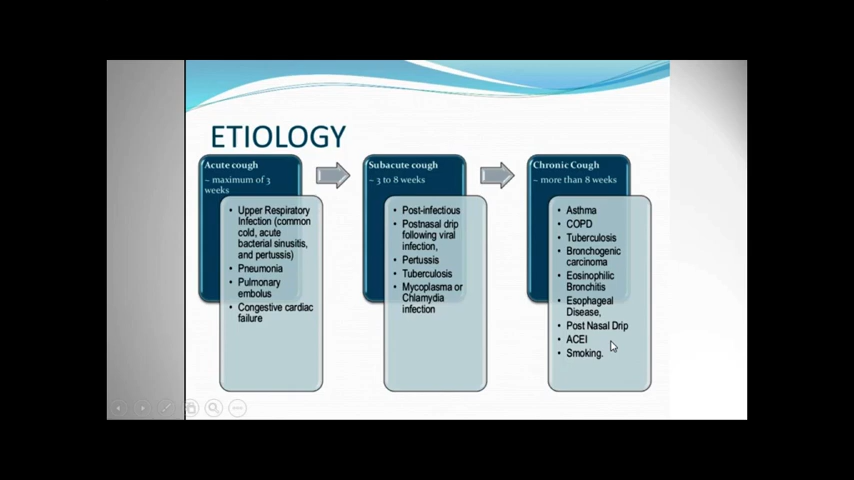 ETIOLOGY
Acute cough
~ maximum of 3
weeks
• Upper Respiratory
Infection (common
cold, acute
bacterial sinusitis,
and pertussis)
• Pneumonia
• Pulmonary
embolus
• Congestive cardiac
failure
Subacute cough
~ 3 to 8 weeks
• Post-infectious
• Postnasal drip
following viral
infection,
• Pertussis
• Tuberculosis
• Mycoplasma or
Chlamydia
infection
Chronic Cough
~ more than 8 weeks
• Asthma
• COPD
• Tuberculosis
• Bronchogenic
carcinoma
• Eosinophilic
Bronchitis
• Esophageal
Disease,
• Post Nasal Drip
• ACEI
• Smoking.